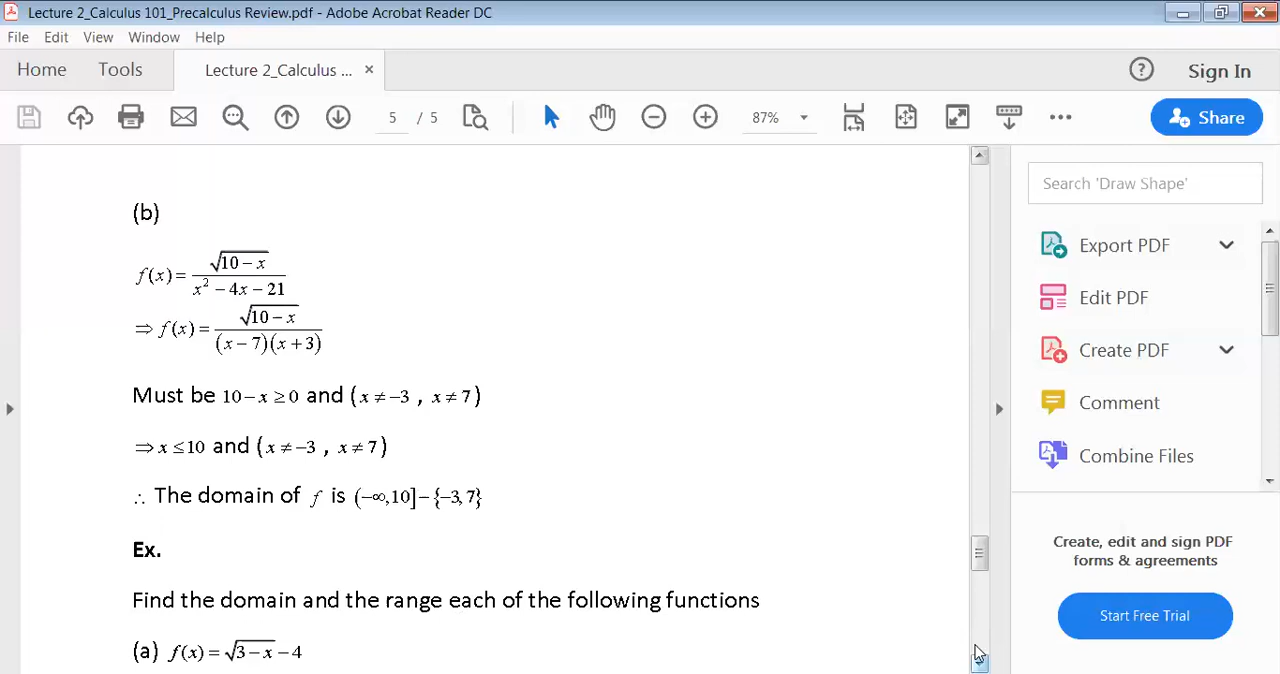 Lecture 2_Calculus 101_Precalculus Review.pdf - Adobe Acrobat Reader DC
File Edit View Window Help
Home Tools Lecture 2_Calculus ... × ? Sign In
5 / 5 87% Share
Search 'Draw Shape'
(b)
f(x) = √(10 − x) / (x² − 4x − 21)
⇒ f(x) = √(10 − x) / ((x − 7)(x + 3))
Must be 10 − x ≥ 0 and (x ≠ −3 , x ≠ 7)
⇒ x ≤ 10 and (x ≠ −3 , x ≠ 7)
∴ The domain of f is (−∞,10] − {−3, 7}
Ex.
Find the domain and the range each of the following functions
(a) f(x) = √(3 − x) − 4
Export PDF
Edit PDF
Create PDF
Comment
Combine Files
Create, edit and sign PDF
forms & agreements
Start Free Trial